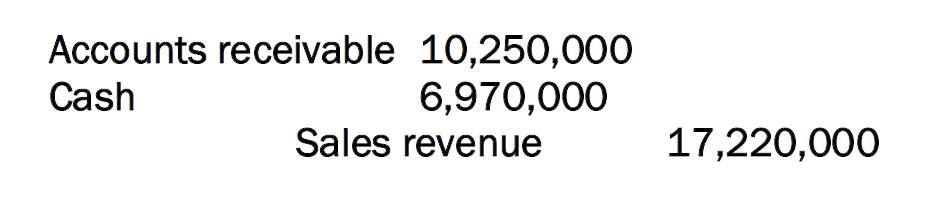 Accounts receivable 10,250,000
Cash 6,970,000
Sales revenue 17,220,000